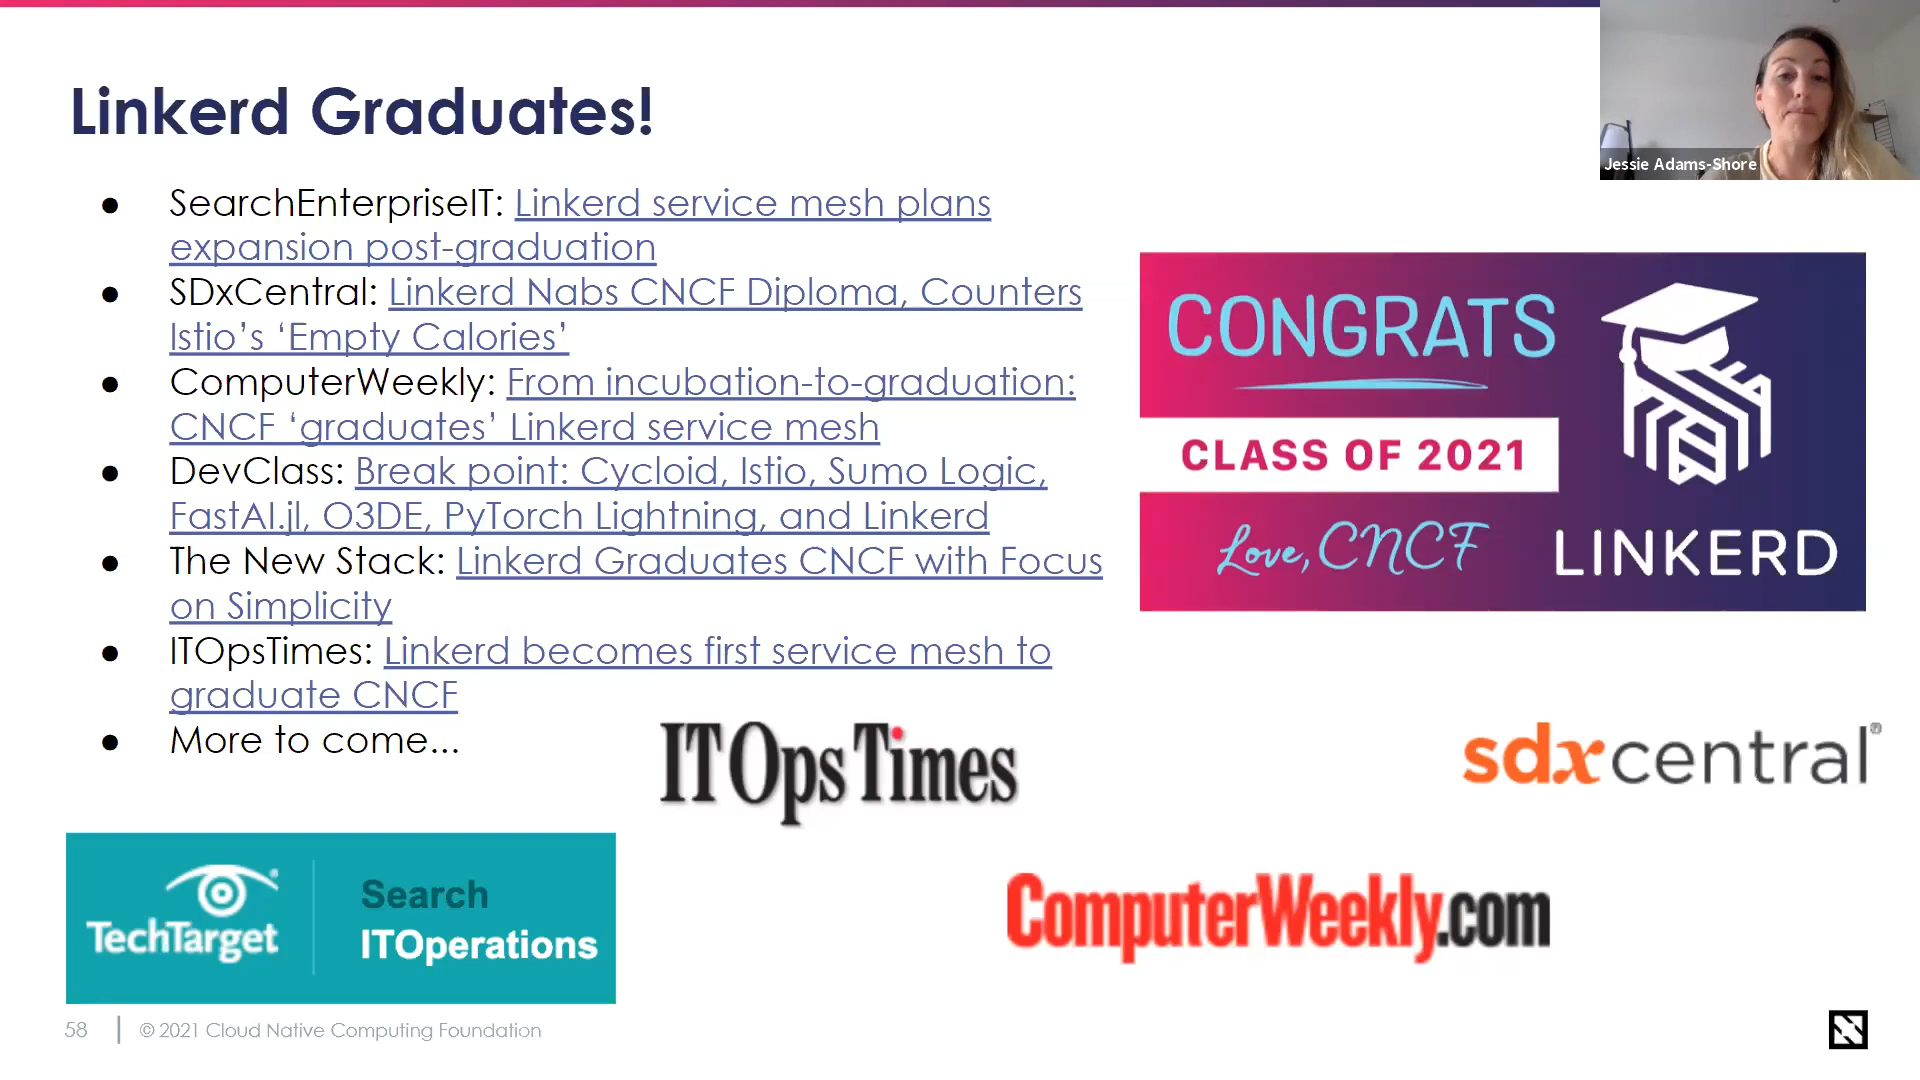 Linkerd Graduates!
Jessie Adams-Shore
● SearchEnterpriseIT: Linkerd service mesh plans
expansion post-graduation
● SDxCentral: Linkerd Nabs CNCF Diploma, Counters
Istio’s ‘Empty Calories’
● ComputerWeekly: From incubation-to-graduation:
CNCF ‘graduates’ Linkerd service mesh
● DevClass: Break point: Cycloid, Istio, Sumo Logic,
FastAI.jl, O3DE, PyTorch Lightning, and Linkerd
● The New Stack: Linkerd Graduates CNCF with Focus
on Simplicity
● ITOpsTimes: Linkerd becomes first service mesh to
graduate CNCF
● More to come...
CONGRATS
CLASS OF 2021
Love, CNCF
LINKERD
IT Ops Times
sdxcentral®
TechTarget
Search
ITOperations
ComputerWeekly.com
58 | © 2021 Cloud Native Computing Foundation